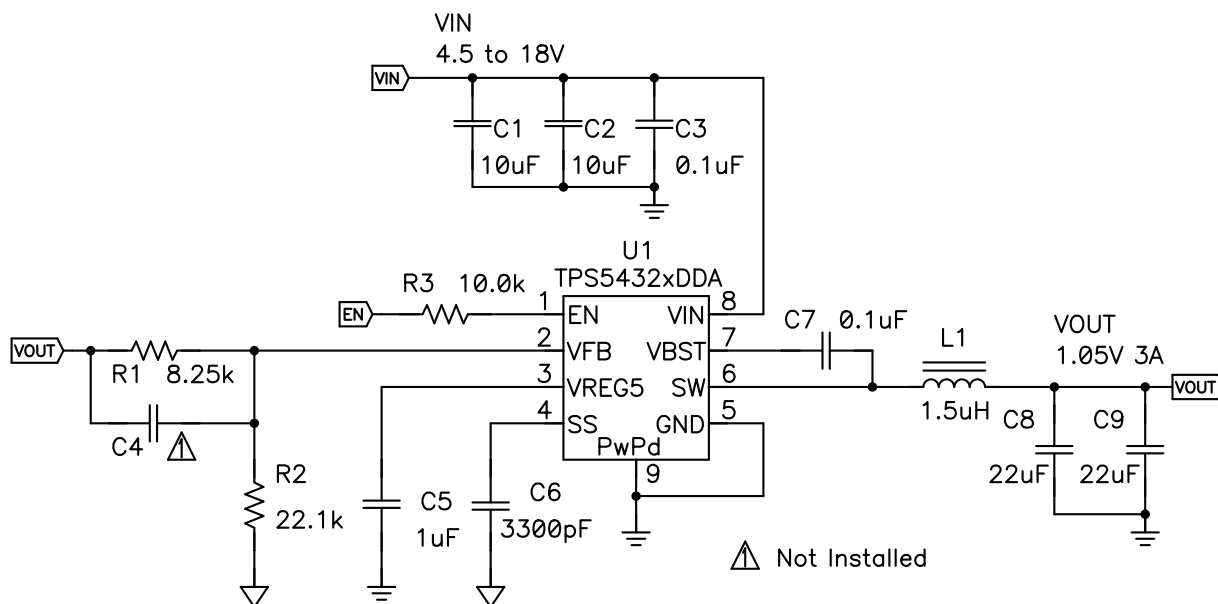 VIN
4.5 to 18V
VIN
C1
C2
C3
10uF
10uF
0.1uF
U1
TPS5432xDDA
R3 10.0k
EN
1
EN
VIN
8
C7
0.1uF
VOUT
1.05V 3A
L1
VOUT
R1
8.25k
2
VFB
VBST
7
3
VREG5
SW
6
1.5uH
VOUT
4
SS
GND
5
C4
1
PwPd
9
C8
C9
22uF
22uF
R2
22.1k
C5
1uF
C6
3300pF
1 Not Installed